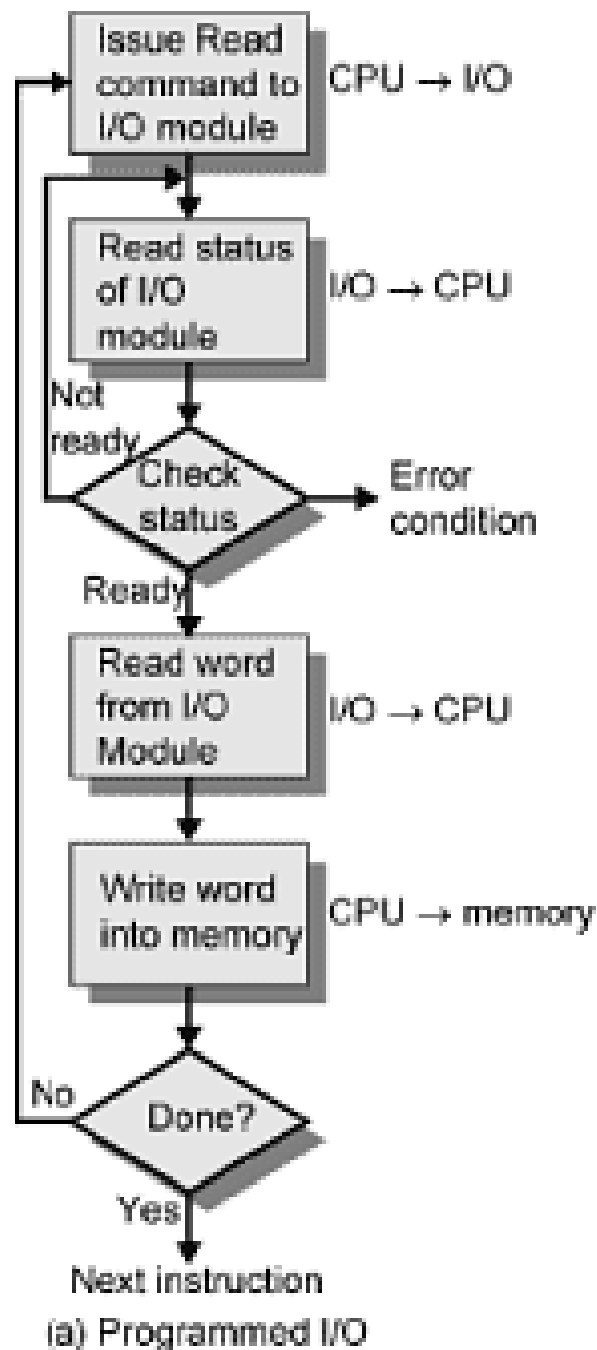 Issue Read
command to
I/O module
CPU → I/O
Read status
of I/O
module
I/O → CPU
Not
ready
Check
status
Error
condition
Ready
Read word
from I/O
Module
I/O → CPU
Write word
into memory
CPU → memory
No
Done?
Yes
Next instruction
(a) Programmed I/O